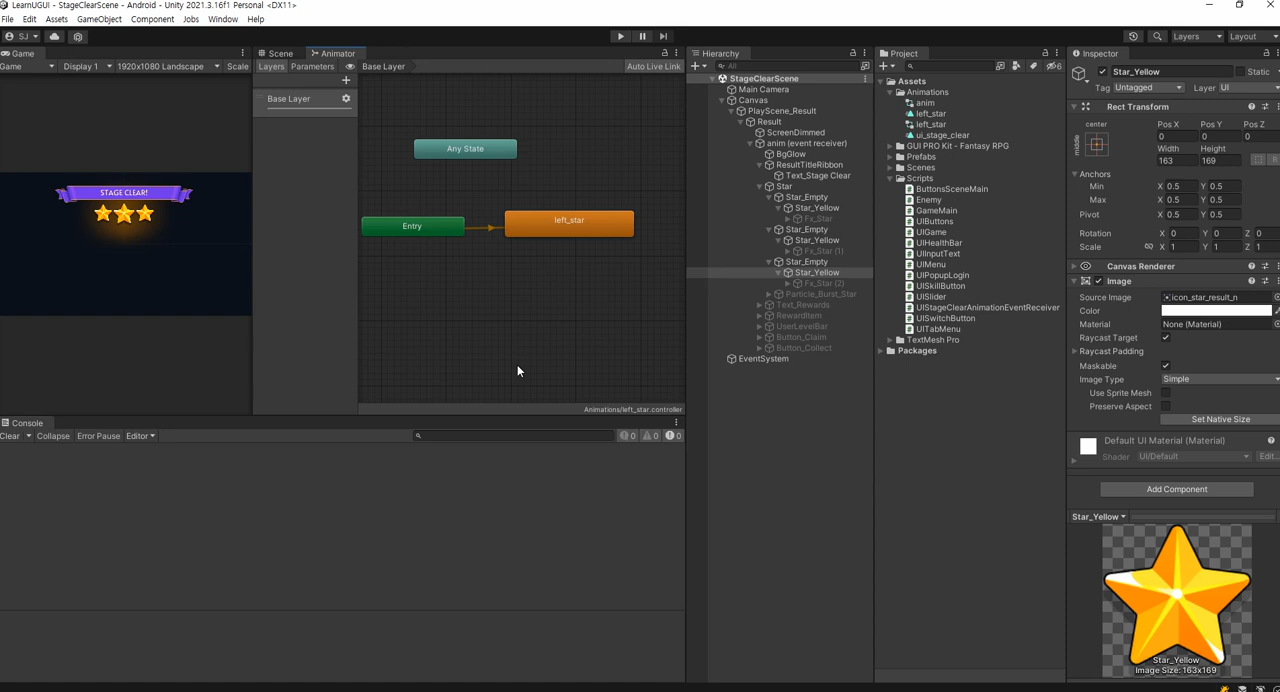 LearnUGUI - StageClearScene - Android - Unity 2021.3.16f1 Personal <DX11>
File Edit Assets GameObject Component Jobs Window Help
SJ
Layers
Layout
Game
Game
Display 1
1920x1080 Landscape
Scale
STAGE CLEAR!
Scene
Animator
Layers
Parameters
Base Layer
Auto Live Link
Base Layer
Any State
Entry
left_star
Animations/left_star.controller
Console
Clear
Collapse
Error Pause
Editor
0
0
0
Hierarchy
All
StageClearScene
Main Camera
Canvas
PlayScene_Result
Result
ScreenDimmed
anim (event receiver)
BgGlow
ResultTitleRibbon
Text_Stage Clear
Star
Star_Empty
Star_Yellow
Fx_Star
Star_Empty
Star_Yellow
Fx_Star (1)
Star_Empty
Star_Yellow
Fx_Star (2)
Particle_Burst_Star
Text_Rewards
RewardItem
UserLevelBar
Button_Claim
Button_Collect
EventSystem
Project
6
Assets
Animations
anim
left_star
left_star
ui_stage_clear
GUI PRO Kit - Fantasy RPG
Prefabs
Scenes
Scripts
ButtonsSceneMain
Enemy
GameMain
UIButtons
UIGame
UIHealthBar
UIInputText
UIMenu
UIPopupLogin
UISkillButton
UISlider
UIStageClearAnimationEventReceiver
UISwitchButton
UITabMenu
TextMesh Pro
Packages
Inspector
Star_Yellow
Static
Tag Untagged
Layer UI
Rect Transform
center
middle
Pos X Pos Y Pos Z
0 0 0
Width Height
163 169
R
Anchors
Min X 0.5 Y 0.5
Max X 0.5 Y 0.5
Pivot X 0.5 Y 0.5
Rotation X 0 Y 0 Z 0
Scale X 1 Y 1 Z 1
Canvas Renderer
Image
Source Image icon_star_result_n
Color
Material None (Material)
Raycast Target
Raycast Padding
Maskable
Image Type Simple
Use Sprite Mesh
Preserve Aspect
Set Native Size
Default UI Material (Material)
Shader UI/Default Edit...
Add Component
Star_Yellow
Star_Yellow
Image Size: 163x169